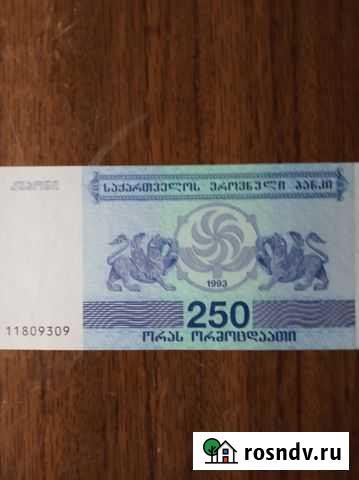 კუპონი
საქართველოს ეროვნული ბანკი
1993
250
11809309
ორას ორმოცდაათი
rosndv.ru